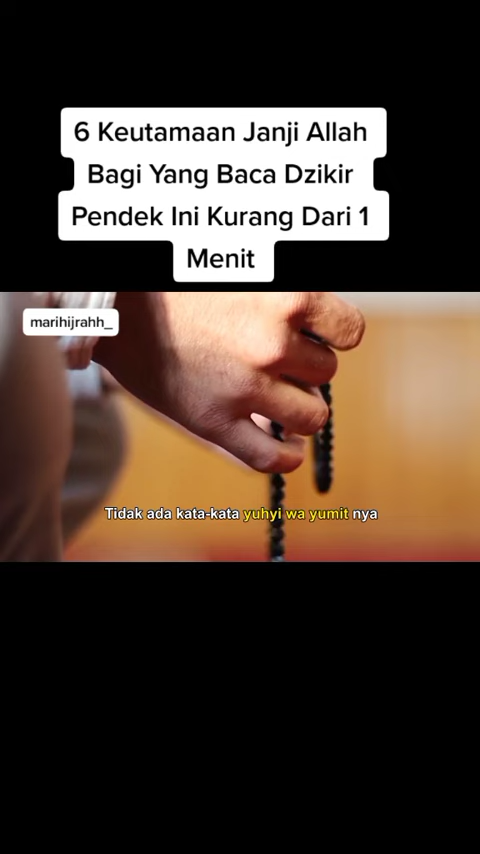 6 Keutamaan Janji Allah
Bagi Yang Baca Dzikir
Pendek Ini Kurang Dari 1
Menit
marihijrahh_
Tidak ada kata-kata yuhyi wa yumit nya